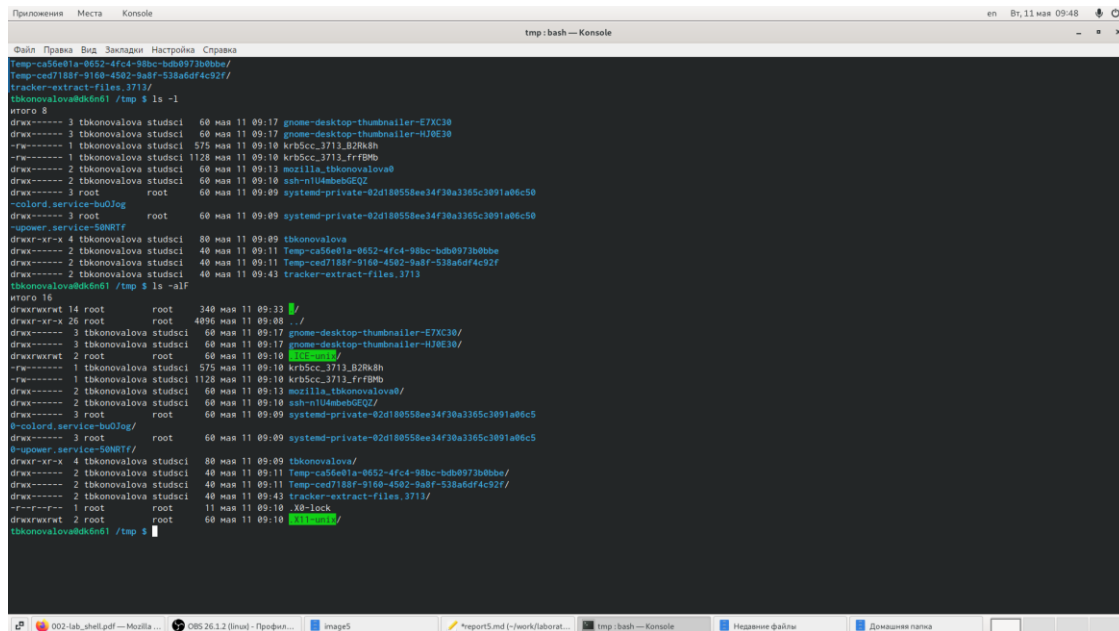 Приложения Места Konsole en Вт, 11 мая 09:48
tmp : bash — Konsole
Файл Правка Вид Закладки Настройка Справка
Temp-ca56e01a-0652-4fc4-98bc-bdb0973b0bbe/
Temp-ced7188f-9160-4502-9a8f-538a6df4c92f/
tracker-extract-files.3713/
tbkonovalova@dk6n61 /tmp $ ls -l
итого 8
drwx------ 3 tbkonovalova studsci 60 мая 11 09:17 gnome-desktop-thumbnailer-E7XC30
drwx------ 3 tbkonovalova studsci 60 мая 11 09:17 gnome-desktop-thumbnailer-HJ0E30
-rw------- 1 tbkonovalova studsci 575 мая 11 09:10 krb5cc_3713_B2Rk8h
-rw------- 1 tbkonovalova studsci 1128 мая 11 09:10 krb5cc_3713_frfBMb
drwx------ 2 tbkonovalova studsci 60 мая 11 09:13 mozilla_tbkonovalova0
drwx------ 2 tbkonovalova studsci 60 мая 11 09:10 ssh-n1U4mbebGEQZ
drwx------ 3 root root 60 мая 11 09:09 systemd-private-02d180558ee34f30a3365c3091a06c50
-colord.service-buOJog
drwx------ 3 root root 60 мая 11 09:09 systemd-private-02d180558ee34f30a3365c3091a06c50
-upower.service-50NRTf
drwxr-xr-x 4 tbkonovalova studsci 80 мая 11 09:09 tbkonovalova
drwx------ 2 tbkonovalova studsci 40 мая 11 09:11 Temp-ca56e01a-0652-4fc4-98bc-bdb0973b0bbe
drwx------ 2 tbkonovalova studsci 40 мая 11 09:11 Temp-ced7188f-9160-4502-9a8f-538a6df4c92f
drwx------ 2 tbkonovalova studsci 40 мая 11 09:43 tracker-extract-files.3713
tbkonovalova@dk6n61 /tmp $ ls -alF
итого 16
drwxrwxrwt 14 root root 340 мая 11 09:33 ./
drwxr-xr-x 26 root root 4096 мая 11 09:08 ../
drwx------ 3 tbkonovalova studsci 60 мая 11 09:17 gnome-desktop-thumbnailer-E7XC30/
drwx------ 3 tbkonovalova studsci 60 мая 11 09:17 gnome-desktop-thumbnailer-HJ0E30/
drwxrwxrwt 2 root root 60 мая 11 09:10 .ICE-unix/
-rw------- 1 tbkonovalova studsci 575 мая 11 09:10 krb5cc_3713_B2Rk8h
-rw------- 1 tbkonovalova studsci 1128 мая 11 09:10 krb5cc_3713_frfBMb
drwx------ 2 tbkonovalova studsci 60 мая 11 09:13 mozilla_tbkonovalova0/
drwx------ 2 tbkonovalova studsci 60 мая 11 09:10 ssh-n1U4mbebGEQZ/
drwx------ 3 root root 60 мая 11 09:09 systemd-private-02d180558ee34f30a3365c3091a06c5
0-colord.service-buOJog/
drwx------ 3 root root 60 мая 11 09:09 systemd-private-02d180558ee34f30a3365c3091a06c5
0-upower.service-50NRTf/
drwxr-xr-x 4 tbkonovalova studsci 80 мая 11 09:09 tbkonovalova/
drwx------ 2 tbkonovalova studsci 40 мая 11 09:11 Temp-ca56e01a-0652-4fc4-98bc-bdb0973b0bbe/
drwx------ 2 tbkonovalova studsci 40 мая 11 09:11 Temp-ced7188f-9160-4502-9a8f-538a6df4c92f/
drwx------ 2 tbkonovalova studsci 40 мая 11 09:43 tracker-extract-files.3713/
-r--r--r-- 1 root root 11 мая 11 09:10 .X0-lock
drwxrwxrwt 2 root root 60 мая 11 09:10 .X11-unix/
tbkonovalova@dk6n61 /tmp $
002-lab_shell.pdf — Mozilla ... OBS 26.1.2 (linux) - Профил... image5 *report5.md (~/work/laborat... tmp : bash — Konsole Недавние файлы Домашняя папка